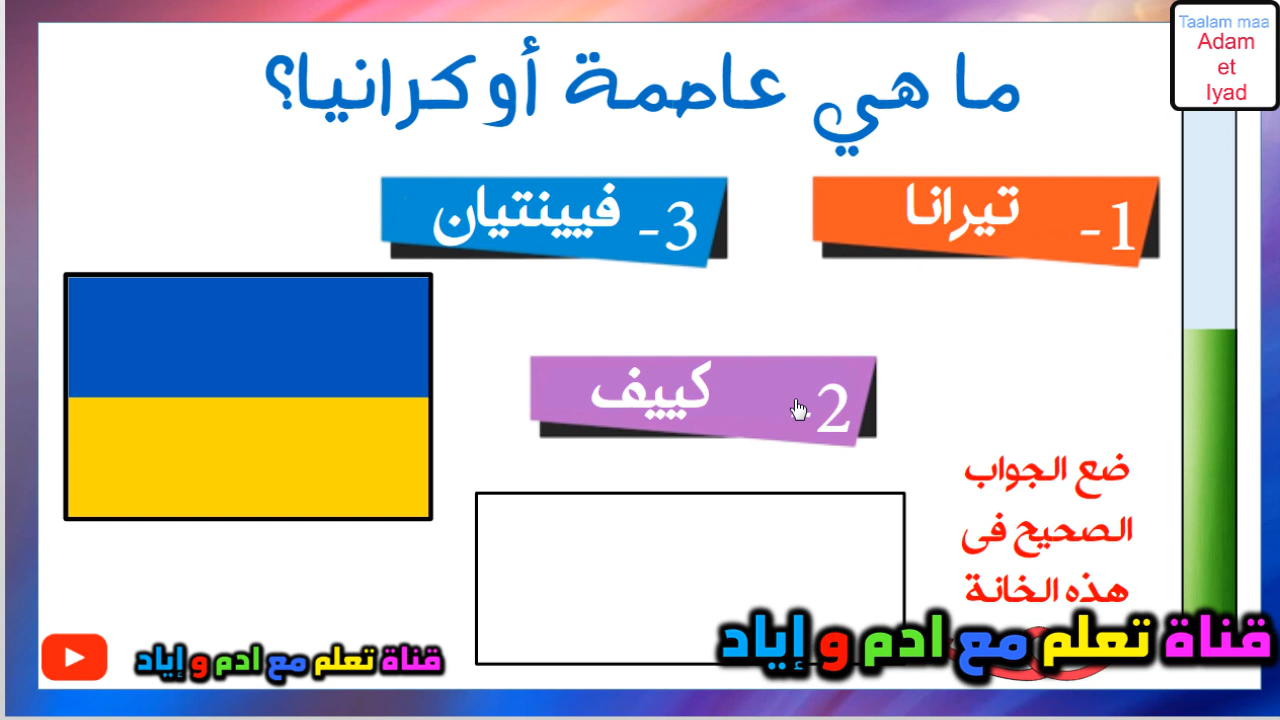 Taalam maa
Adam
et
Iyad
ما هي عاصمة أوكرانيا؟
1- تيرانا
3- فيينتيان
2- كييف
ضع الجواب
الصحيح في
هذه الخانة
قناة تعلم مع ادم و إياد
قناة تعلم مع ادم و إياد